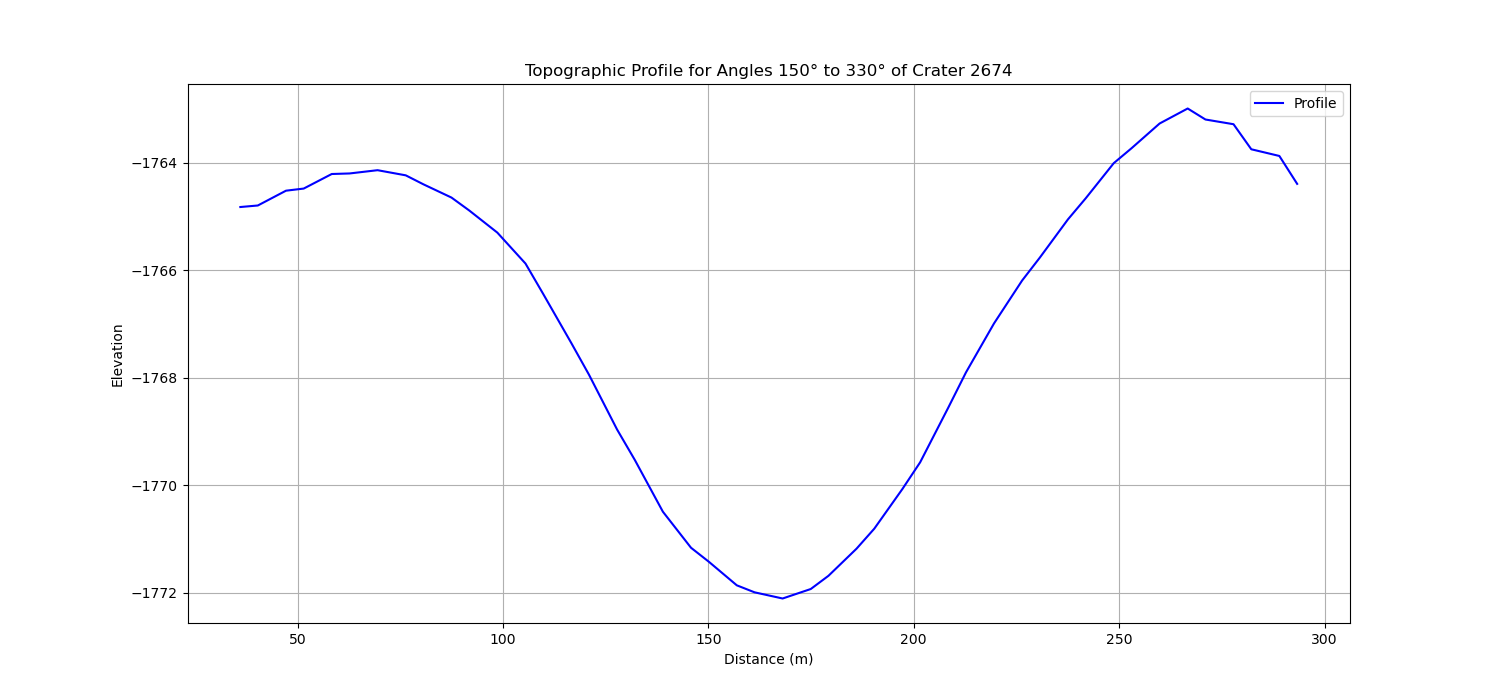 Topographic Profile for Angles 150° to 330° of Crater 2674
Profile
−1764
−1766
−1768
−1770
−1772
Elevation
50
100
150
200
250
300
Distance (m)